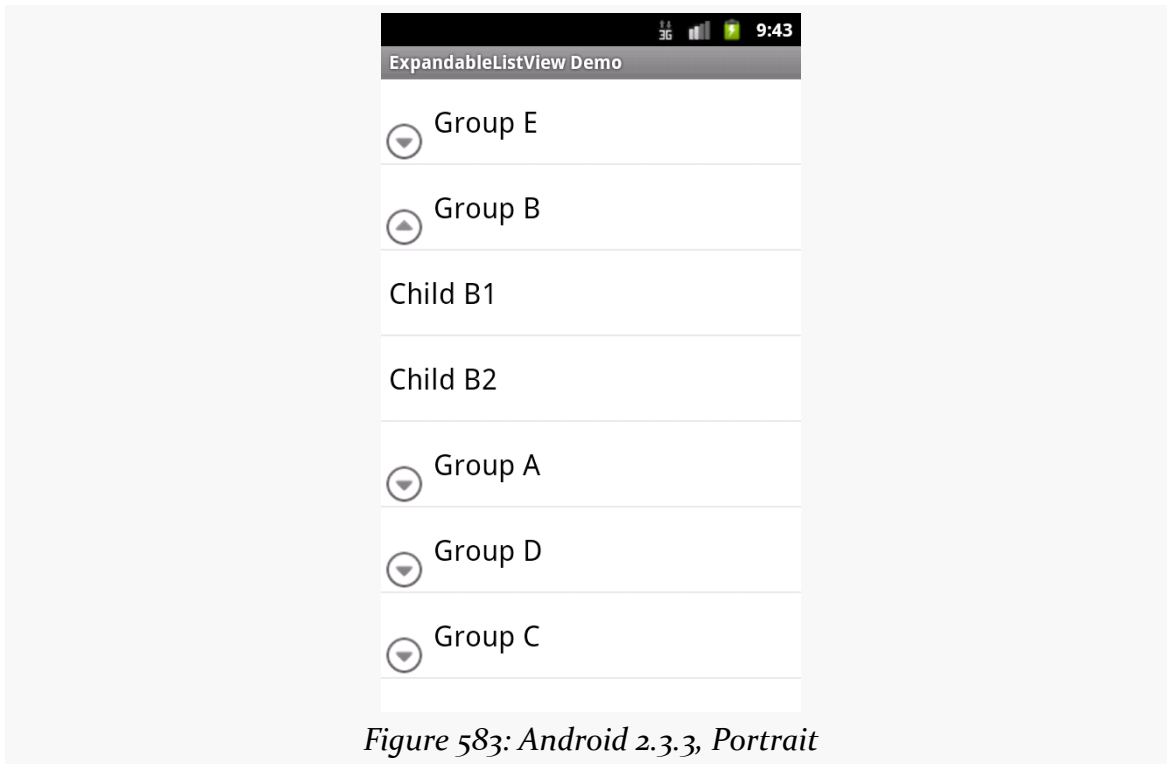 3G 9:43
ExpandableListView Demo
Group E
Group B
Child B1
Child B2
Group A
Group D
Group C
Figure 583: Android 2.3.3, Portrait